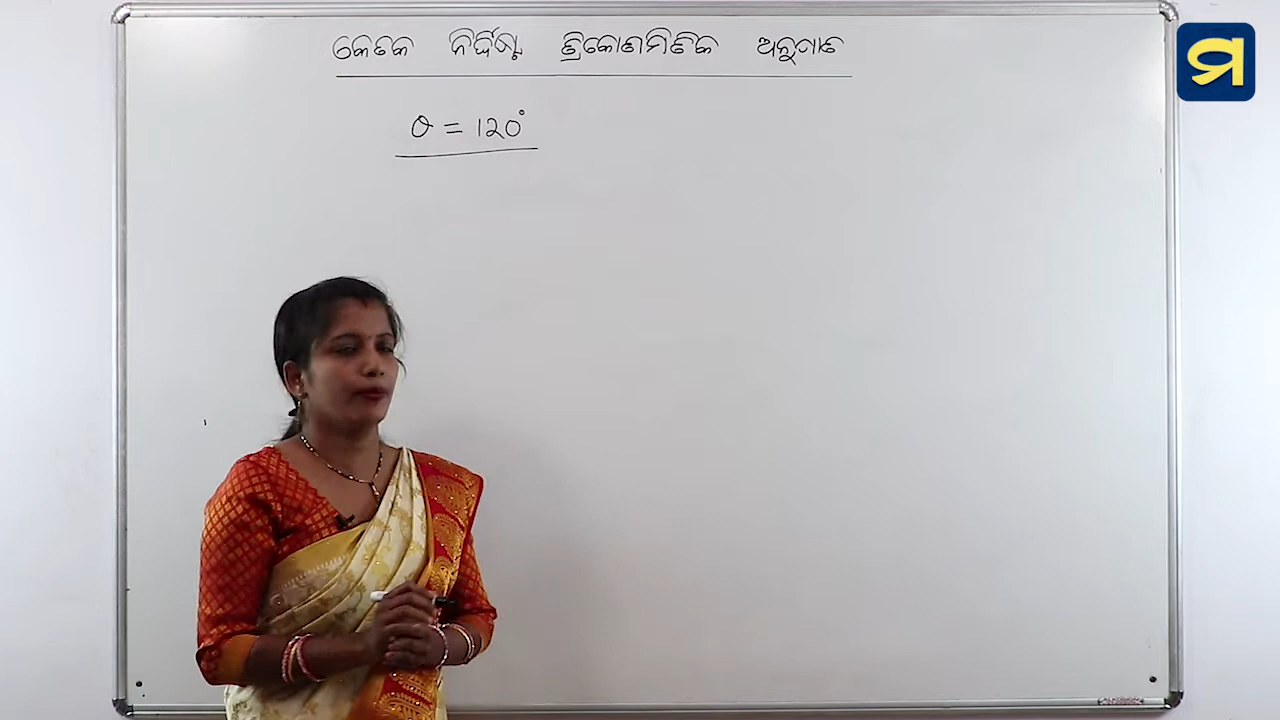 କେତେକ ନିର୍ଦ୍ଦିଷ୍ଟ ତ୍ରିକୋଣମିତିକ ଅନୁପାତ
θ = 120°
ମ